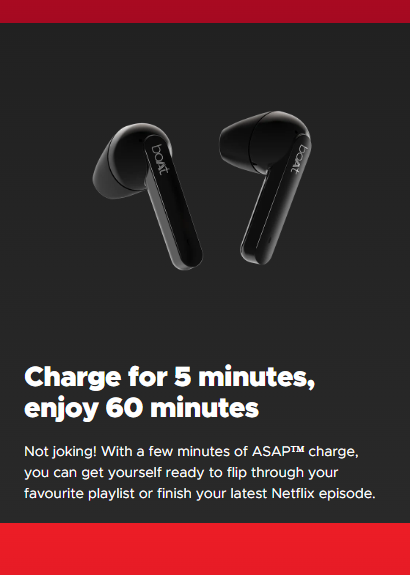 boAt
boAt
Charge for 5 minutes,
enjoy 60 minutes
Not joking! With a few minutes of ASAP™ charge,
you can get yourself ready to flip through your
favourite playlist or finish your latest Netflix episode.